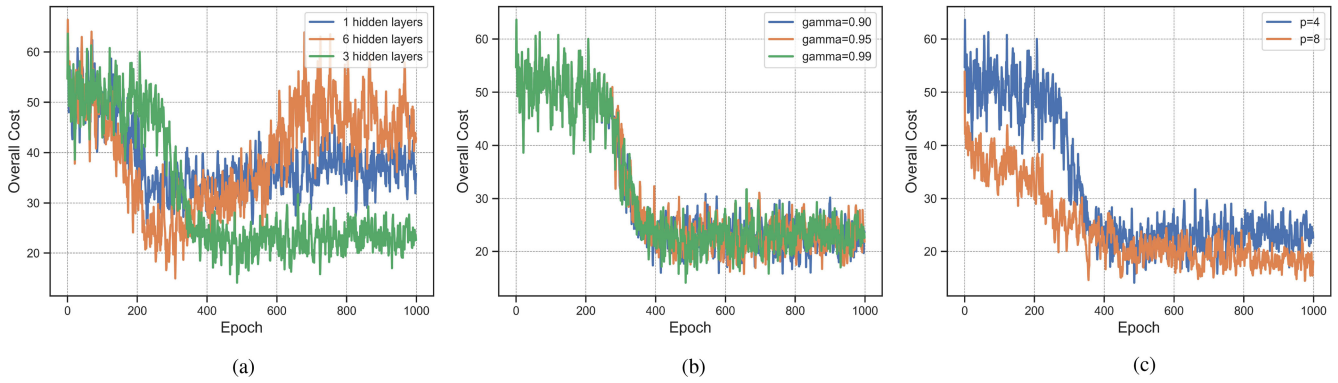 1 hidden layers
6 hidden layers
3 hidden layers
60
50
40
30
20
Overall Cost
0
200
400
600
800
1000
Epoch
(a)
gamma=0.90
gamma=0.95
gamma=0.99
60
50
40
30
20
Overall Cost
0
200
400
600
800
1000
Epoch
(b)
p=4
p=8
60
50
40
30
20
Overall Cost
0
200
400
600
800
1000
Epoch
(c)